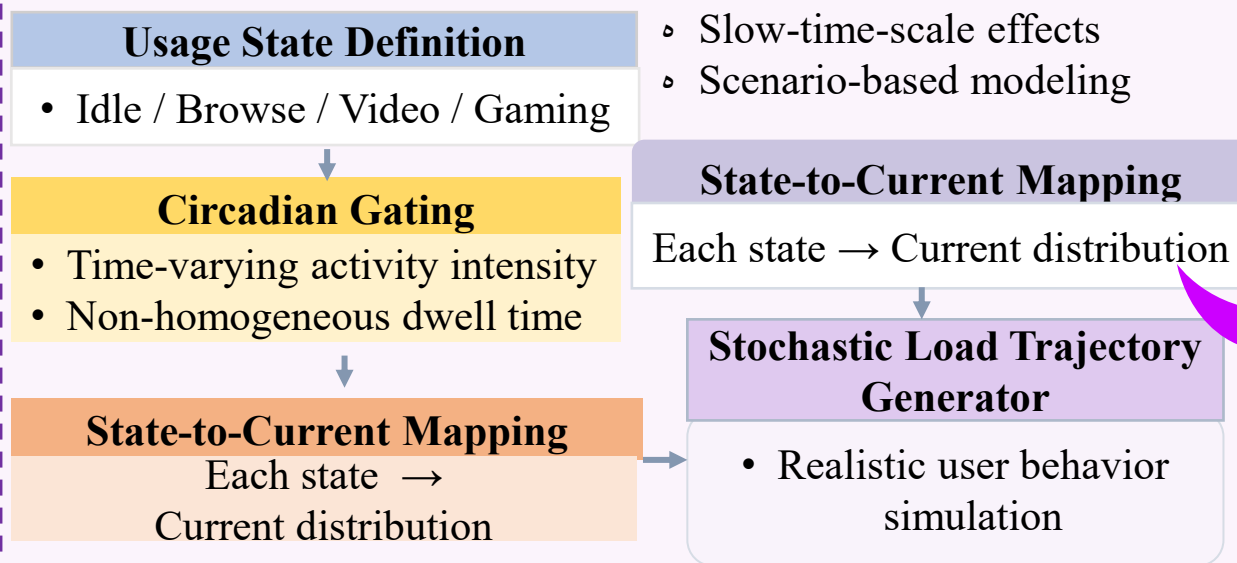 Usage State Definition
• Idle / Browse / Video / Gaming
Circadian Gating
• Time-varying activity intensity
• Non-homogeneous dwell time
State-to-Current Mapping
Each state →
Current distribution
Slow-time-scale effects
Scenario-based modeling
State-to-Current Mapping
Each state → Current distribution
Stochastic Load Trajectory
Generator
• Realistic user behavior
simulation